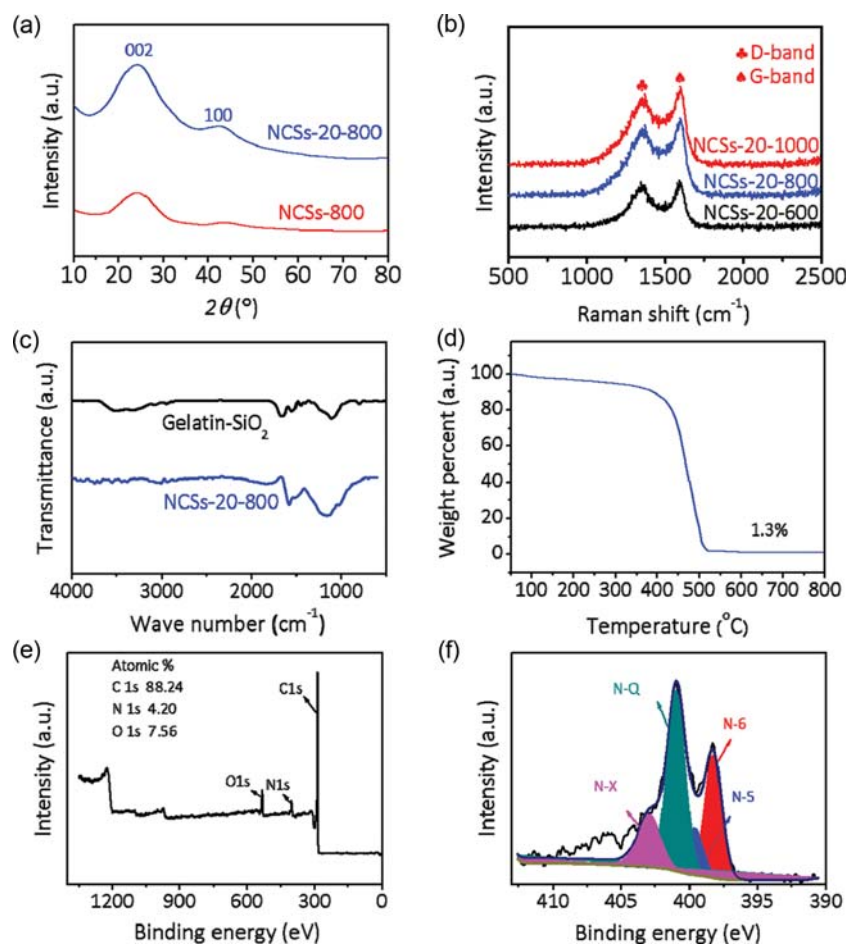 (a)
002
100
NCSs-20-800
NCSs-800
Intensity (a.u.)
10 20 30 40 50 60 70 80
2θ (°)
(b)
♣ D-band
♠ G-band
NCSs-20-1000
NCSs-20-800
NCSs-20-600
Intensity (a.u.)
500 1000 1500 2000 2500
Raman shift (cm⁻¹)
(c)
Gelatin-SiO₂
NCSs-20-800
Transmittance (a.u.)
4000 3000 2000 1000
Wave number (cm⁻¹)
(d)
100
80
60
40
20
0
1.3%
Weight percent (a.u.)
100 200 300 400 500 600 700 800
Temperature (°C)
(e)
Atomic %
C 1s 88.24
N 1s 4.20
O 1s 7.56
C1s
O1s
N1s
Intensity (a.u.)
1200 900 600 300 0
Binding energy (eV)
(f)
N-Q
N-6
N-X
N-5
Intensity (a.u.)
410 405 400 395 390
Binding energy (eV)